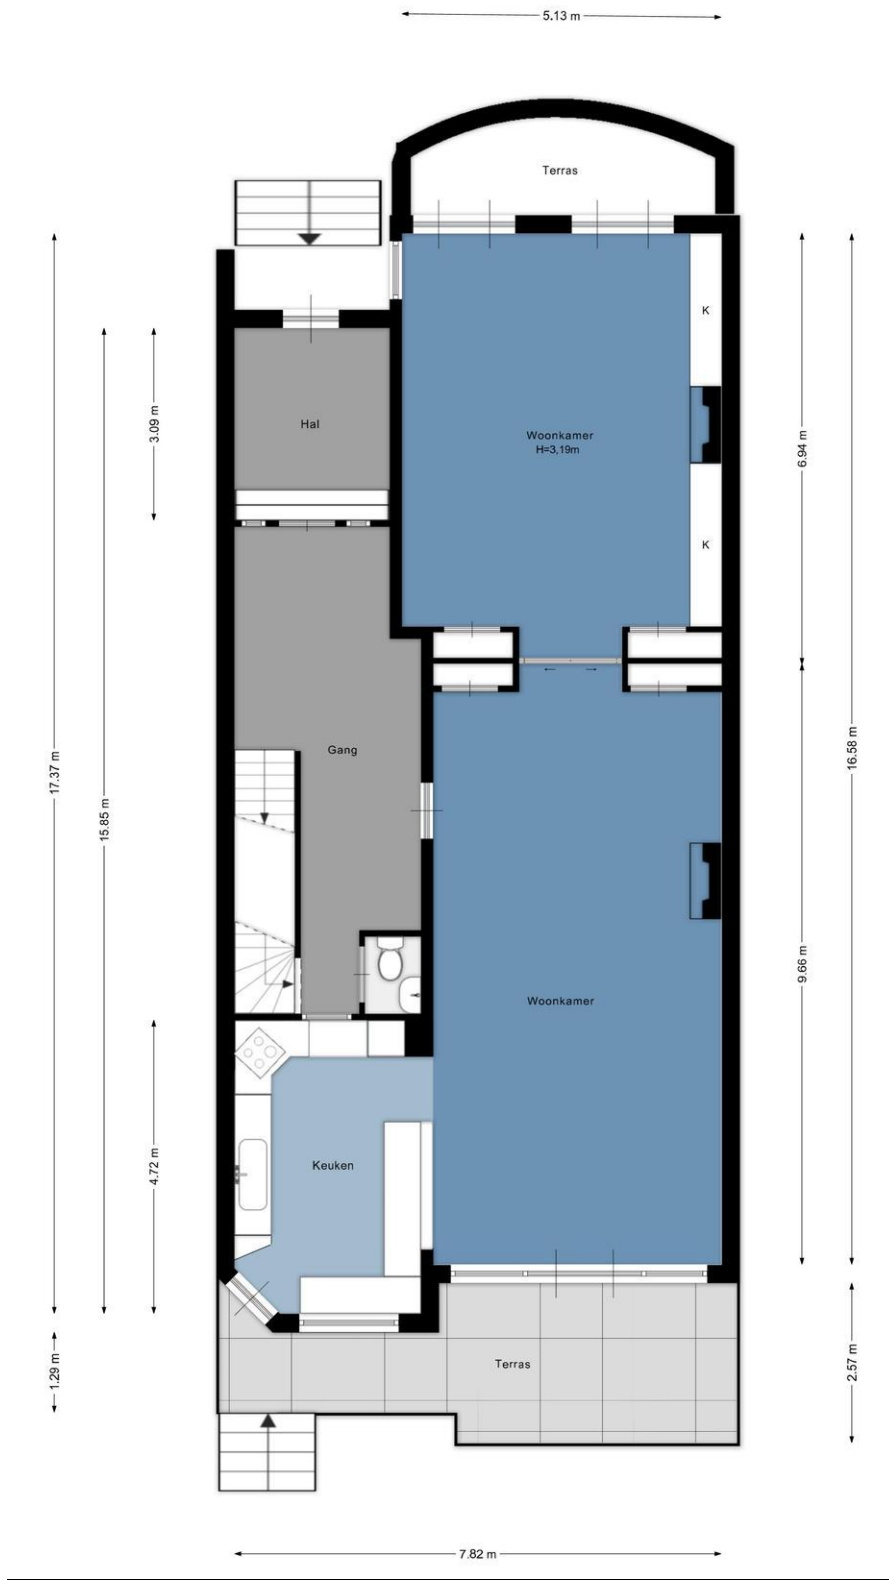 5.13 m
Terras
K
Hal
3.09 m
Woonkamer
H=3,19m
6.94 m
K
Gang
17.37 m
15.85 m
16.58 m
9.66 m
Woonkamer
Keuken
4.72 m
Terras
1.29 m
2.57 m
7.82 m